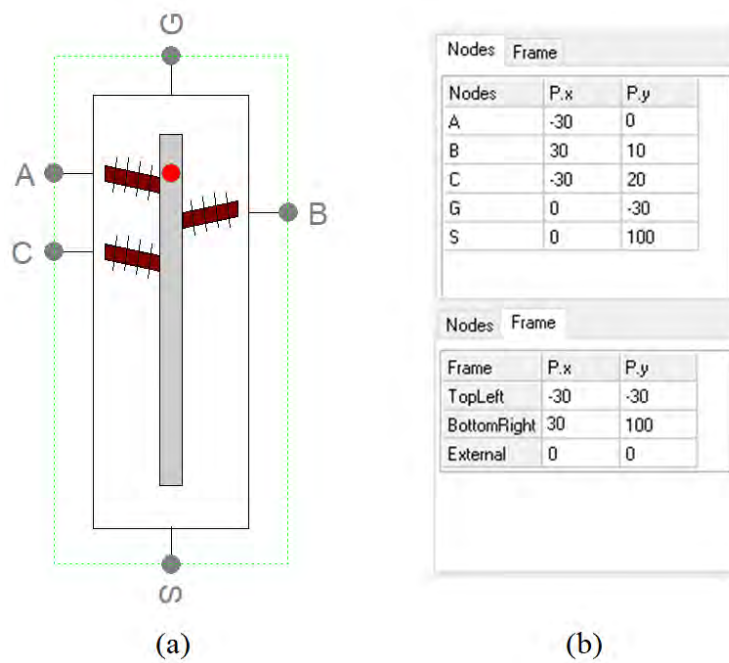 G
A
B
C
S
(a)
Nodes Frame
Nodes P.x P.y
A -30 0
B 30 10
C -30 20
G 0 -30
S 0 100
Nodes Frame
Frame P.x P.y
TopLeft -30 -30
BottomRight 30 100
External 0 0
(b)